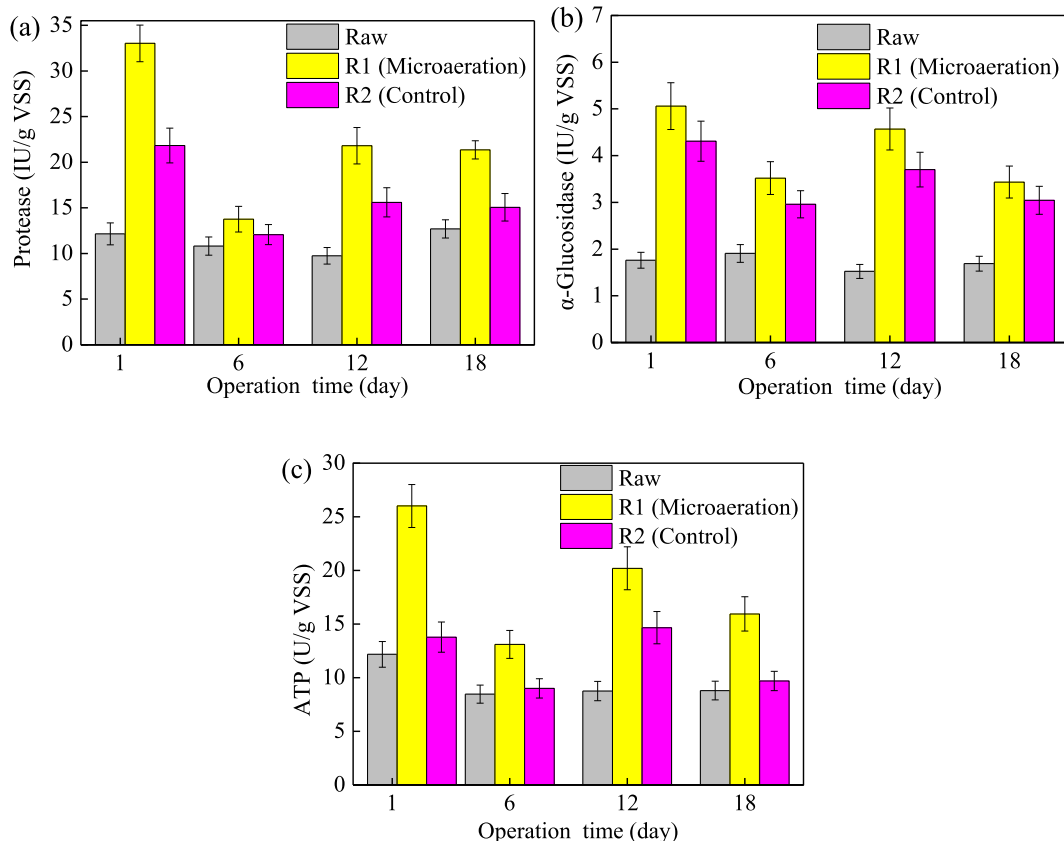 (a)
Protease (IU/g VSS)
35
30
25
20
15
10
5
0
Raw
R1 (Microaeration)
R2 (Control)
1 6 12 18
Operation time (day)
(b)
α-Glucosidase (IU/g VSS)
7
6
5
4
3
2
1
0
Raw
R1 (Microaeration)
R2 (Control)
1 6 12 18
Operation time (day)
(c)
ATP (U/g VSS)
30
25
20
15
10
5
0
Raw
R1 (Microaeration)
R2 (Control)
1 6 12 18
Operation time (day)